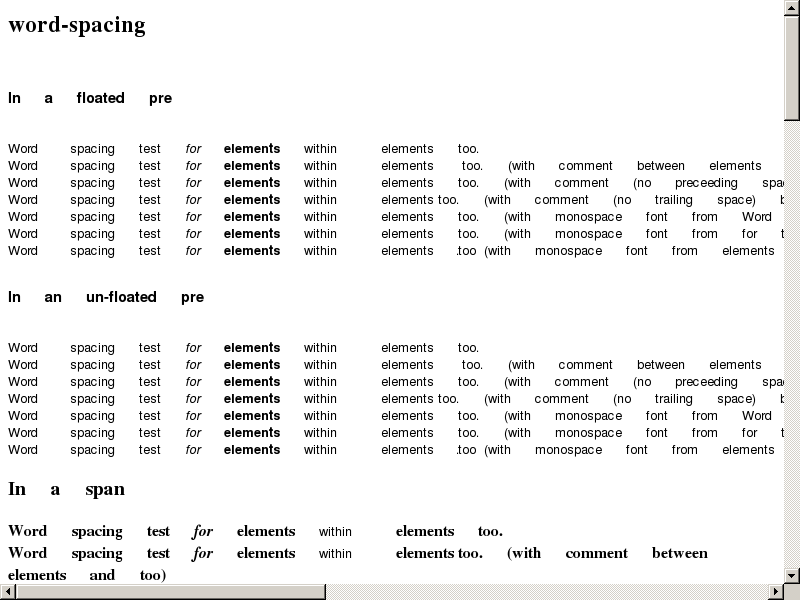 word-spacing
In a floated pre
Word spacing test for elements within elements too.
Word spacing test for elements within elements too. (with comment between elements
Word spacing test for elements within elements too. (with comment (no preceeding
Word spacing test for elements within elements too. (with comment (no trailing space)
Word spacing test for elements within elements too. (with monospace font from Word
Word spacing test for elements within elements too. (with monospace font from for
Word spacing test for elements within elements .too (with monospace font from elements
In an un-floated pre
Word spacing test for elements within elements too.
Word spacing test for elements within elements too. (with comment between elements
Word spacing test for elements within elements too. (with comment (no preceeding
Word spacing test for elements within elements too. (with comment (no trailing space)
Word spacing test for elements within elements too. (with monospace font from Word
Word spacing test for elements within elements too. (with monospace font from for
Word spacing test for elements within elements .too (with monospace font from elements
In a span
Word spacing test for elements within elements too.
Word spacing test for elements within elements too. (with comment between
elements and too)